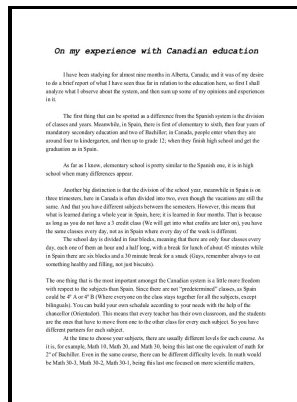 On my experience with Canadian education
I have been studying for almost nine months in Alberta, Canada; and it was of my desire
to do a brief report of what I have seen thus far in relation to the education here, so first I shall
analyze what I observe about the system, and then sum up some of my opinions and experiences
in it.
The first thing that can be spotted as a difference from the Spanish system is the division
of classes and years. Meanwhile, in Spain, there is first of elementary to sixth, then four years of
mandatory secondary education and two of Bachiller; in Canada, people enter when they are
around four to kindergarten, and then up to grade 12; when they finish high school and get the
graduation as in Spain.
As far as I know, elementary school is pretty similar to the Spanish one, it is in high
school when many differences appear.
Another big distinction is that the division of the school year, meanwhile in Spain is on
three trimesters, here in Canada is often divided into two, even though the vacations are still the
same. And that you have different subjects between the semesters. However, this means that
what is learned during a whole year in Spain, here; it is learned in four months. That is because
as long as you do not have a 3 credit class (We will get into what credits are later on), you have
the same classes every day, not as in Spain where every day of the week is different.
The school day is divided in four blocks, meaning that there are only four classes every
day, each one of them an hour and a half long, with a break for lunch of about 45 minutes while
in Spain there are six blocks and a 30 minute break for snack (Guys, remember always to eat
something healthy and filling, not just biscuits).
The one thing that is the most important amongst the Canadian system is a little more freedom
with respect to the subjects than Spain. Since there are not "predetermined" classes, as Spain
could be 4º A or 4º B (Where everyone on the class stays together for all the subjects, except
bilinguals). You can build your own schedule according to your needs with the help of the
chancellor (Orientador). This means that every teacher has their own classroom, and the students
are the ones that have to move from one to the other class for every each subject. So you have
different partners for each subject.
At the time to choose your subjects, there are usually different levels for each course. As
it is, for example, Math 10, Math 20, and Math 30, being this last one the equivalent of math for
2º of Bachiller. Even in the same course, there can be different difficulty levels. In math would
be Math 30-3, Math 30-2, Math 30-1, being this last one focused on more scientific matters,